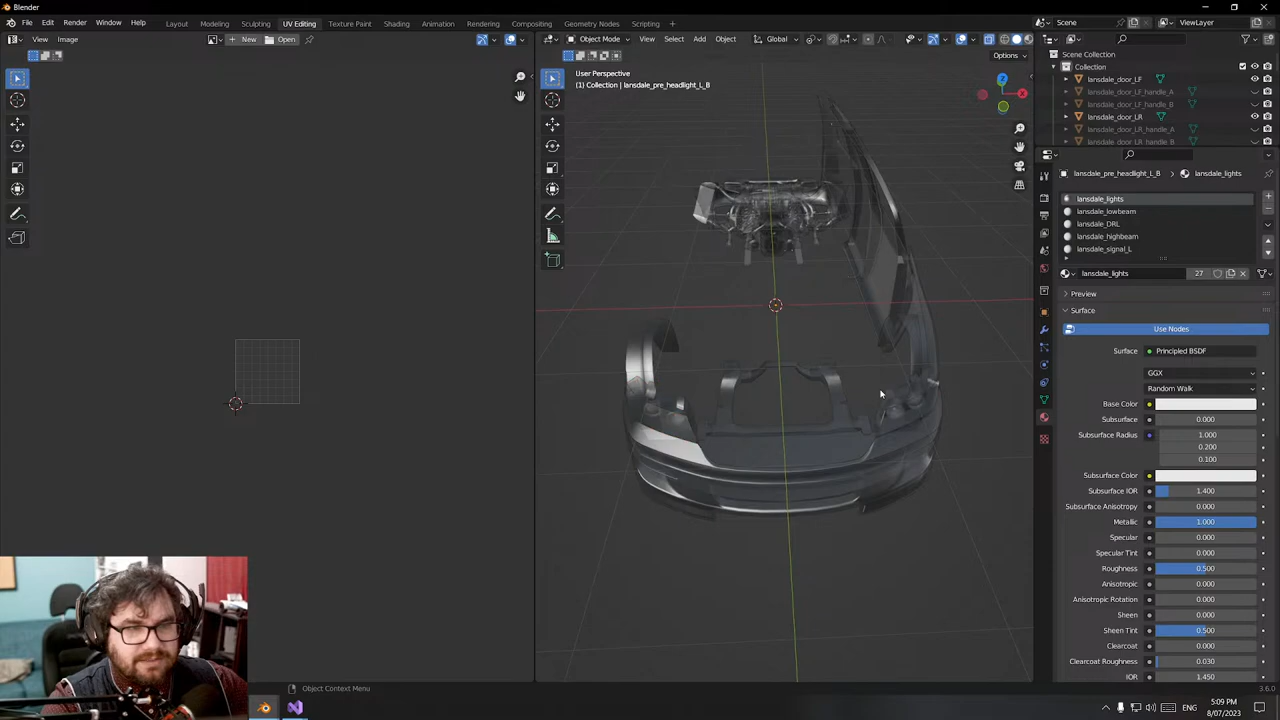 Blender
File Edit Render Window Help Layout Modeling Sculpting UV Editing Texture Paint Shading Animation Rendering Compositing Geometry Nodes Scripting + Scene ViewLayer
View Image New Open Object Mode View Select Add Object Global
Options
User Perspective
(1) Collection | lansdale_pre_headlight_L_B
Z
X
Scene Collection
Collection
lansdale_door_LF
lansdale_door_LF_handle_A
lansdale_door_LF_handle_B
lansdale_door_LR
lansdale_door_LR_handle_A
lansdale_door_LR_handle_B
lansdale_pre_headlight_L_B > lansdale_lights
lansdale_lights
lansdale_lowbeam
lansdale_DRL
lansdale_highbeam
lansdale_signal_L
lansdale_lights 27
Preview
Surface
Use Nodes
Surface Principled BSDF
GGX
Random Walk
Base Color
Subsurface 0.000
Subsurface Radius 1.000
0.200
0.100
Subsurface Color
Subsurface IOR 1.400
Subsurface Anisotropy 0.000
Metallic 1.000
Specular 0.000
Specular Tint 0.000
Roughness 0.500
Anisotropic 0.000
Anisotropic Rotation 0.000
Sheen 0.000
Sheen Tint 0.500
Clearcoat 0.000
Clearcoat Roughness 0.030
IOR 1.450
Object Context Menu
3.6.0
ENG
5:09 PM
8/07/2023